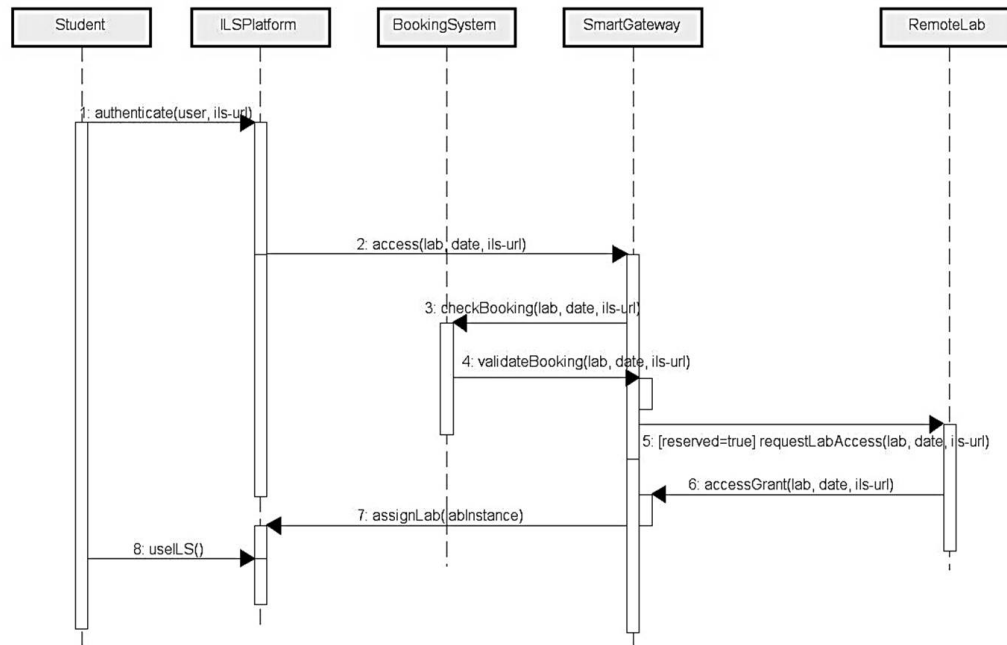 Student
ILSPlatform
BookingSystem
SmartGateway
RemoteLab
1: authenticate(user, ils-url)
2: access(lab, date, ils-url)
3: checkBooking(lab, date, ils-url)
4: validateBooking(lab, date, ils-url)
5: [reserved=true] requestLabAccess(lab, date, ils-url)
6: accessGrant(lab, date, ils-url)
7: assignLab(labInstance)
8: useILS()